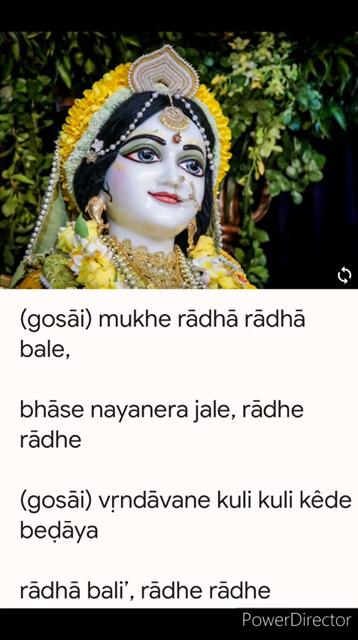 (gosāi) mukhe rādhā rādhā
bale,
bhāse nayanera jale, rādhe
rādhe
(gosāi) vṛndāvane kuli kuli kêde
beḍāya
rādhā bali’, rādhe rādhe
PowerDirector